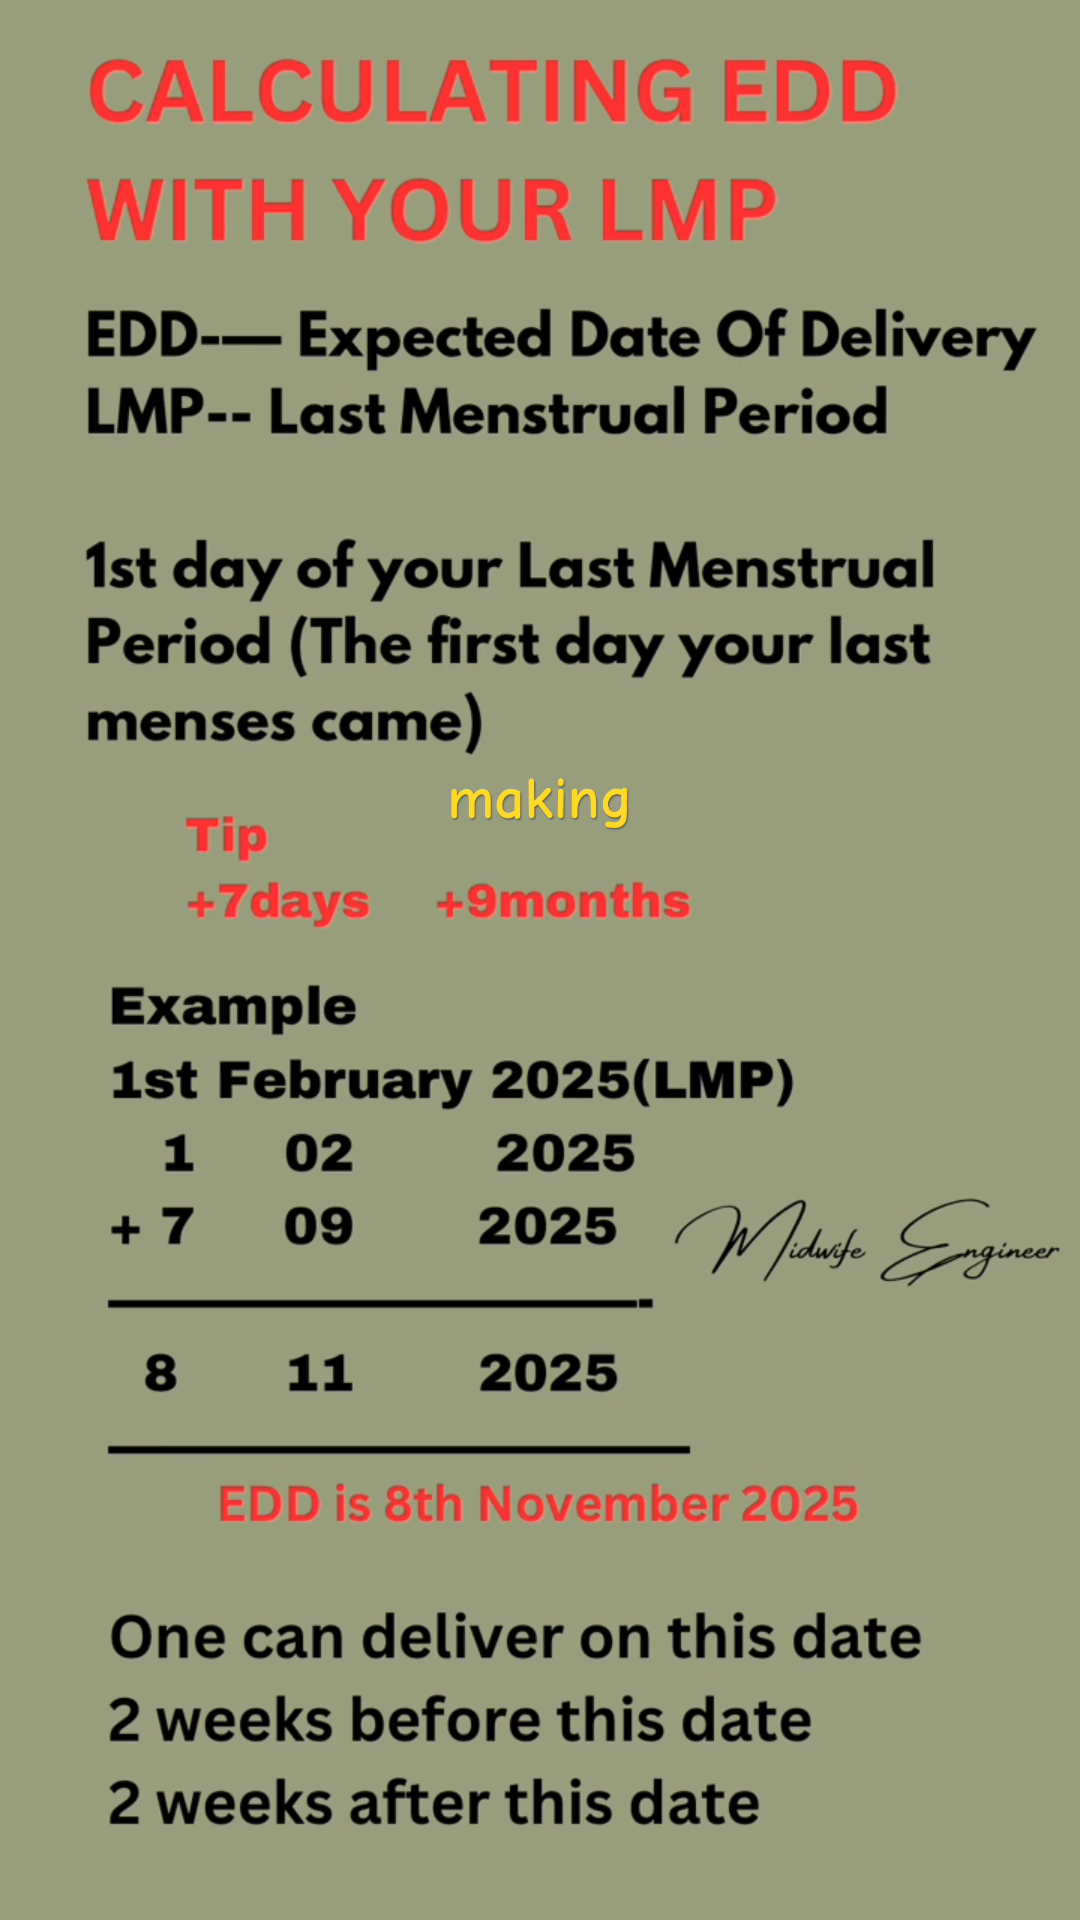 CALCULATING EDD
WITH YOUR LMP
EDD-— Expected Date Of Delivery
LMP-- Last Menstrual Period
1st day of your Last Menstrual
Period (The first day your last
menses came)
making
Tip
+7days +9months
Example
1st February 2025(LMP)
1 02 2025
+ 7 09 2025
Midwife Engineer
8 11 2025
EDD is 8th November 2025
One can deliver on this date
2 weeks before this date
2 weeks after this date